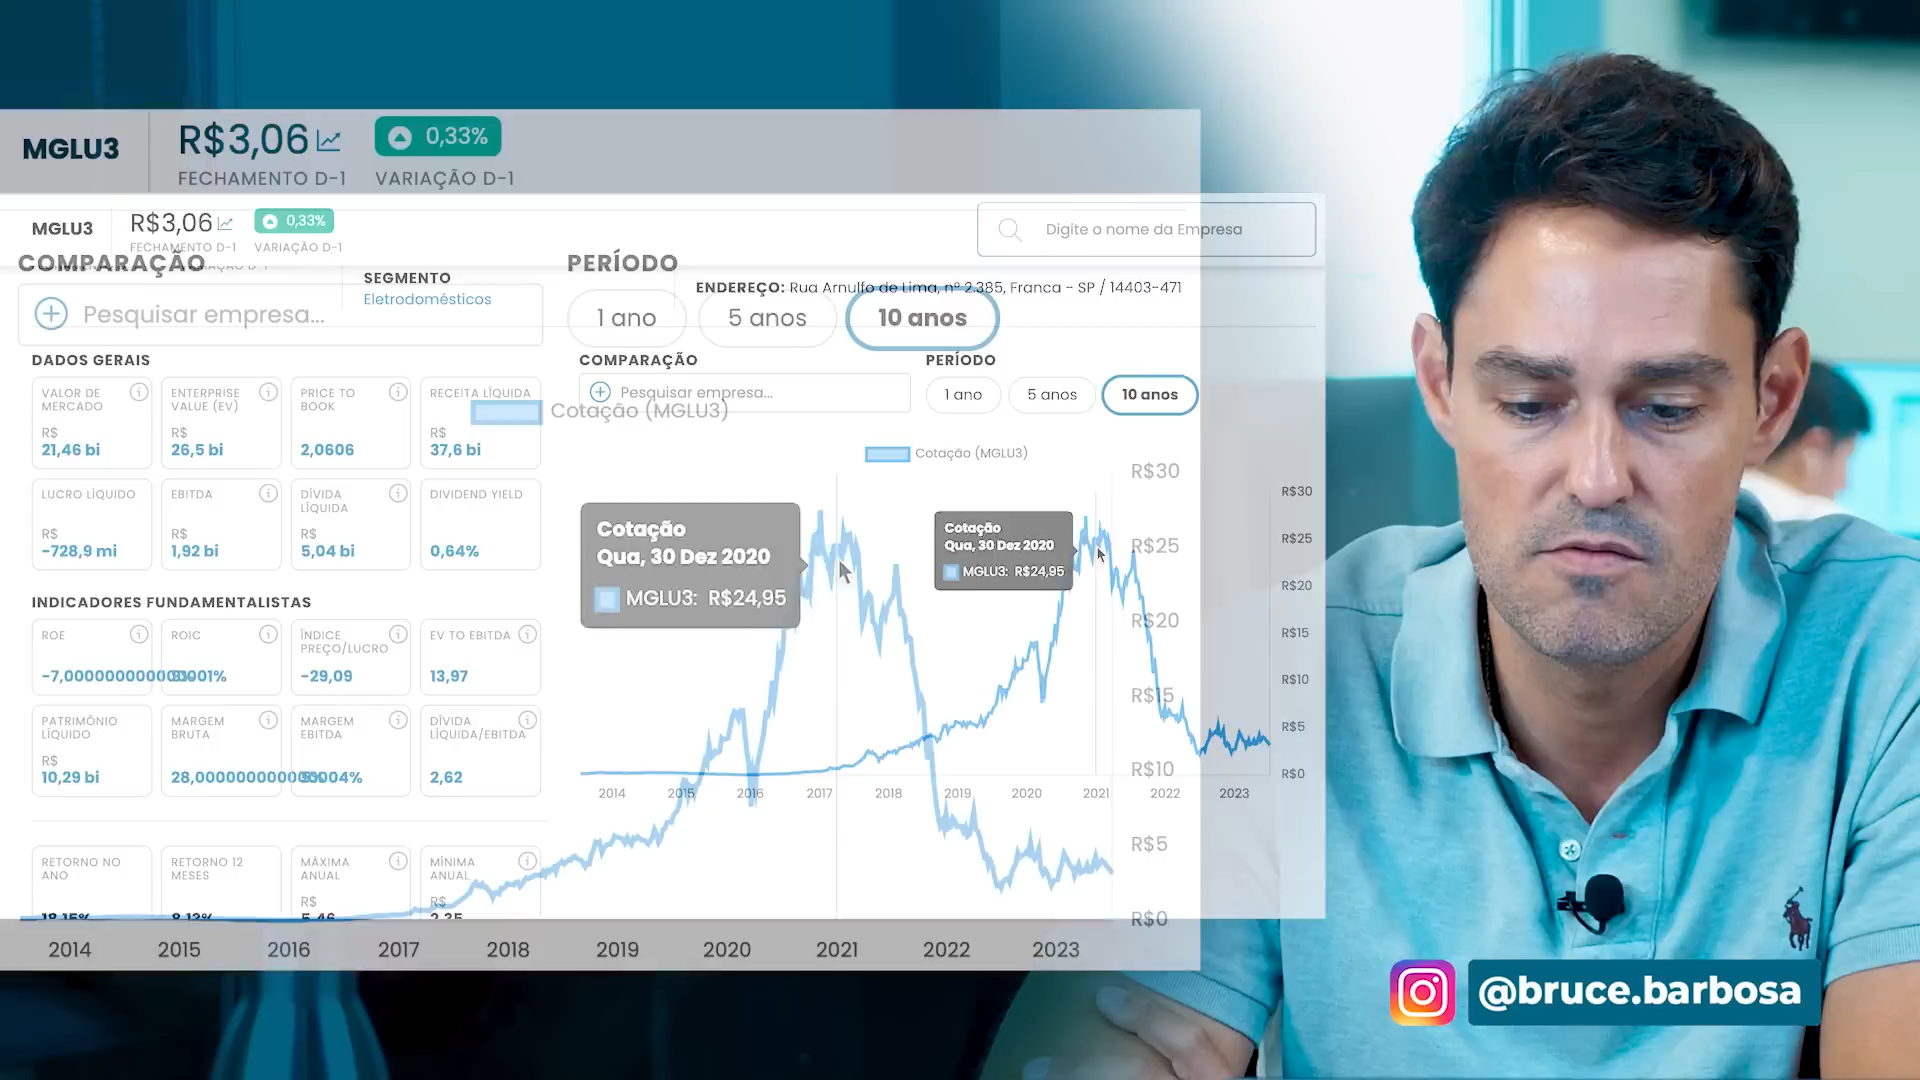 MGLU3
R$3,06
0,33%
FECHAMENTO D-1
VARIAÇÃO D-1
MGLU3
R$3,06
0,33%
FECHAMENTO D-1
VARIAÇÃO D-1
Digite o nome da Empresa
COMPARAÇÃO
PERÍODO
SEGMENTO
Eletrodomésticos
ENDEREÇO: Rua Arnulfo de Lima, nº 2.385, Franca - SP / 14403-471
Pesquisar empresa...
1 ano
5 anos
10 anos
DADOS GERAIS
COMPARAÇÃO
PERÍODO
Pesquisar empresa...
1 ano
5 anos
10 anos
VALOR DE MERCADO
R$
21,46 bi
ENTERPRISE VALUE (EV)
R$
26,5 bi
PRICE TO BOOK
2,0606
RECEITA LÍQUIDA
R$
37,6 bi
Cotação (MGLU3)
Cotação (MGLU3)
LUCRO LÍQUIDO
R$
-728,9 mi
EBITDA
R$
1,92 bi
DÍVIDA LÍQUIDA
R$
5,04 bi
DIVIDEND YIELD
0,64%
Cotação
Qua, 30 Dez 2020
MGLU3: R$24,95
Cotação
Qua, 30 Dez 2020
MGLU3: R$24,95
R$30
R$25
R$20
R$15
R$10
R$5
R$0
R$30
R$25
R$20
R$15
R$10
R$5
R$0
INDICADORES FUNDAMENTALISTAS
ROE
ROIC
ÍNDICE PREÇO/LUCRO
-29,09
EV TO EBITDA
13,97
PATRIMÔNIO LÍQUIDO
R$
10,29 bi
MARGEM BRUTA
MARGEM EBITDA
DÍVIDA LÍQUIDA/EBITDA
2,62
2014 2015 2016 2017 2018 2019 2020 2021 2022 2023
RETORNO NO ANO
18,15%
RETORNO 12 MESES
8,13%
MÁXIMA ANUAL
R$
5,46
MÍNIMA ANUAL
R$
2,35
2014 2015 2016 2017 2018 2019 2020 2021 2022 2023
@bruce.barbosa